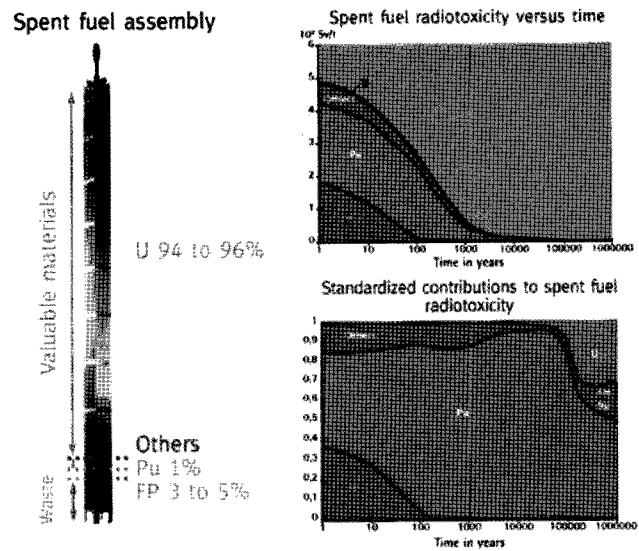 Spent fuel assembly
Valuable materials
Waste
U 94 to 96%
Others
Pu 1%
FP 3 to 5%
Spent fuel radiotoxicity versus time
6
5
4
3
2
1
0
Pu
1 10 100 1000 10000 100000 1000000
Time in years
Standardized contributions to spent fuel
radiotoxicity
1
0,9
0,8
0,7
0,6
0,5
0,4
0,3
0,2
0,1
0
U
Pu
1 10 100 1000 10000 100000 1000000
Time in years